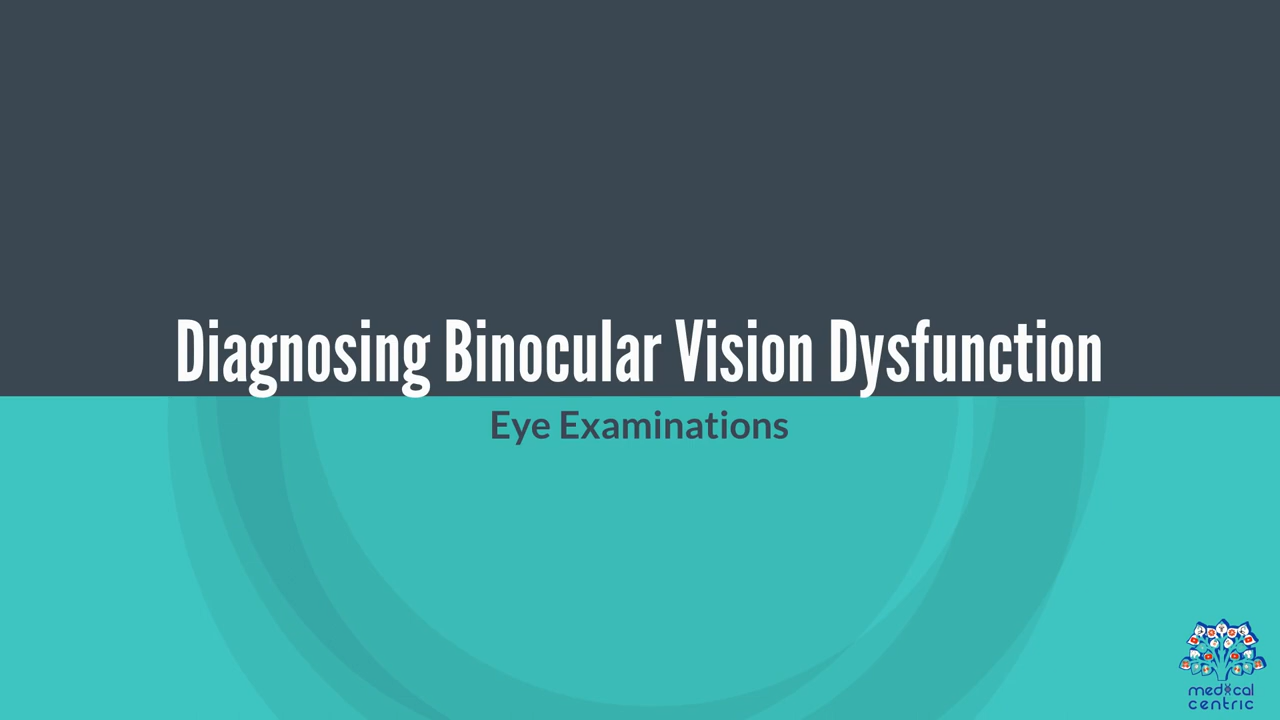 Diagnosing Binocular Vision Dysfunction
Eye Examinations
medical
centric